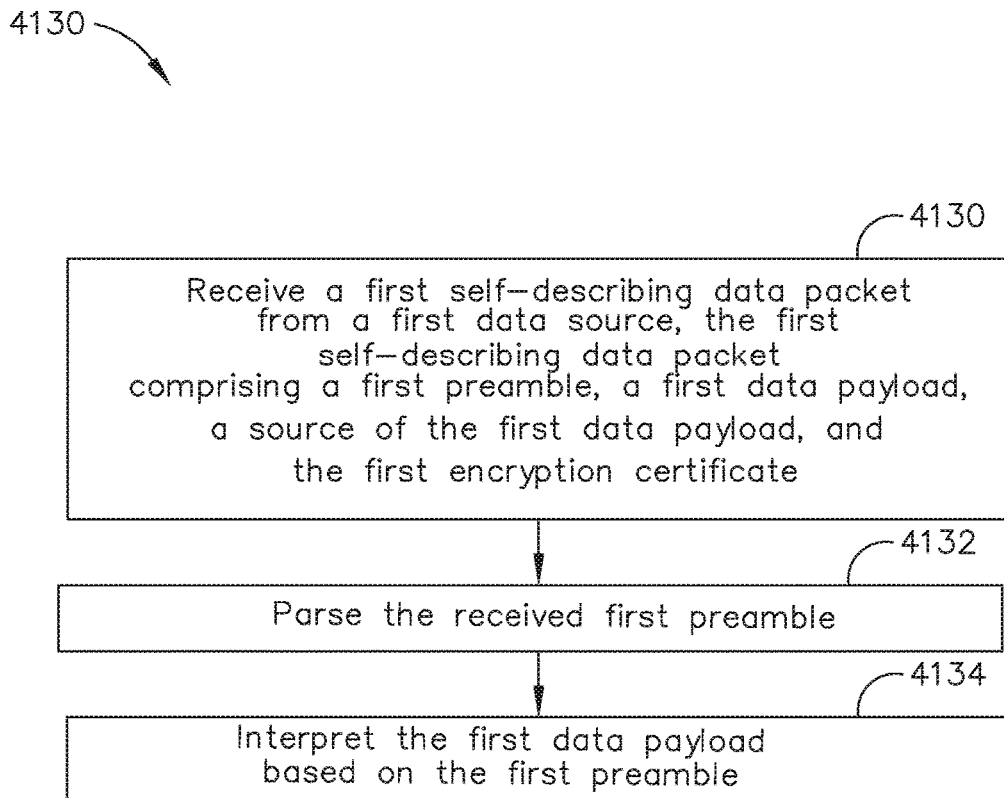 4130
4130
Receive a first self-describing data packet
from a first data source, the first
self-describing data packet
comprising a first preamble, a first data payload,
a source of the first data payload, and
the first encryption certificate
4132
Parse the received first preamble
4134
Interpret the first data payload
based on the first preamble